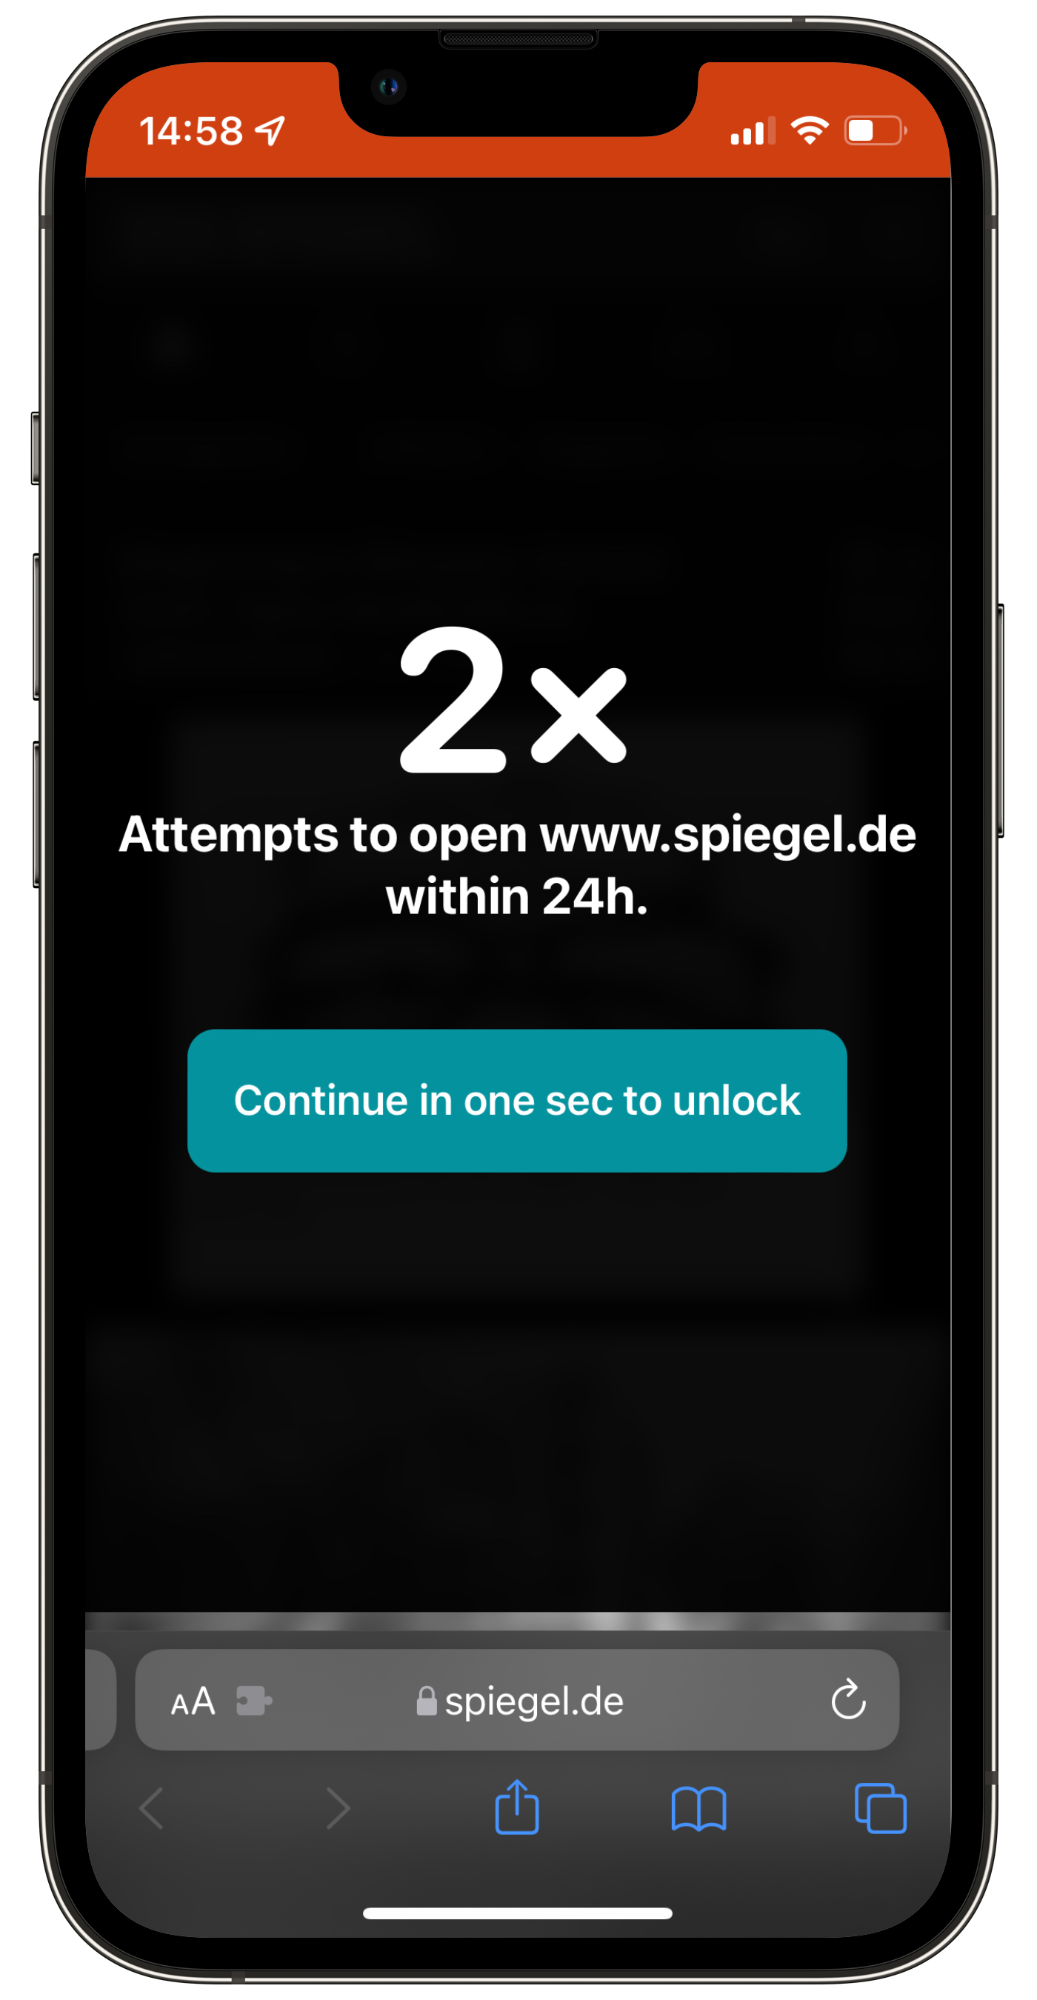 14:58
2×
Attempts to open www.spiegel.de
within 24h.
Continue in one sec to unlock
AA
spiegel.de